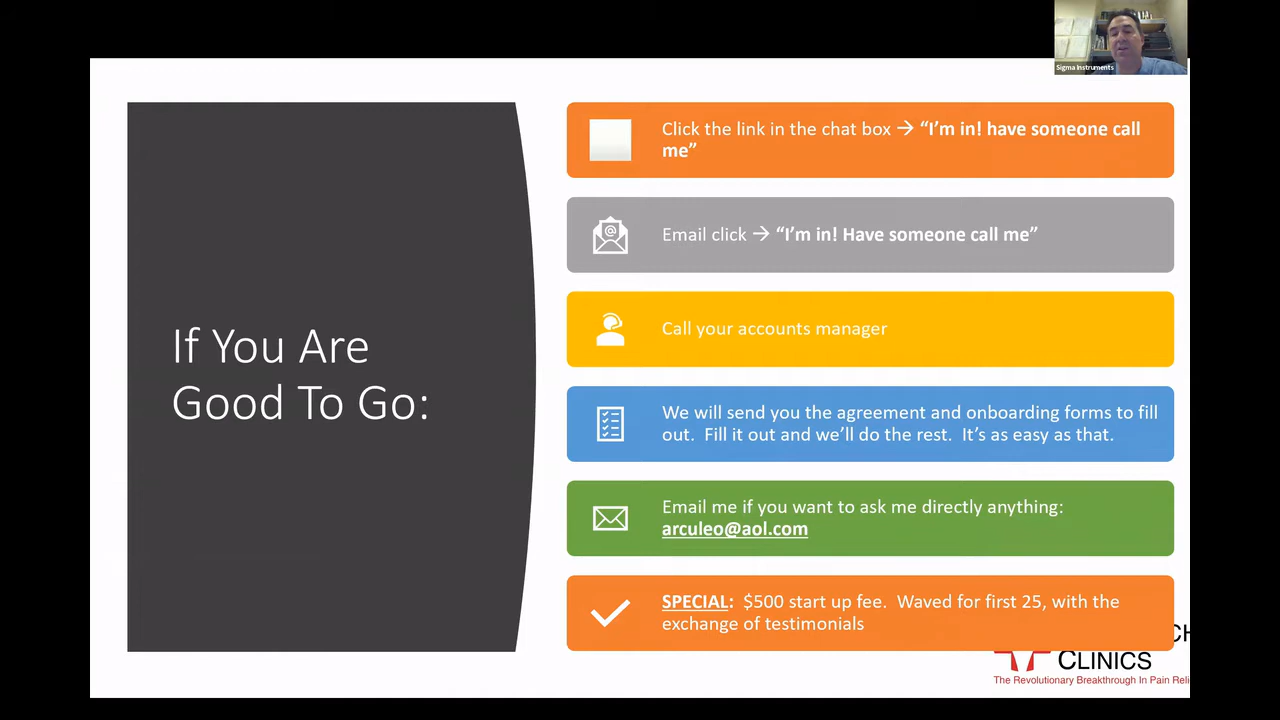 Sigma Instruments
If You Are
Good To Go:
Click the link in the chat box → “I’m in! have someone call
me”
Email click → “I’m in! Have someone call me”
Call your accounts manager
We will send you the agreement and onboarding forms to fill
out. Fill it out and we’ll do the rest. It’s as easy as that.
Email me if you want to ask me directly anything:
arculeo@aol.com
SPECIAL: $500 start up fee. Waved for first 25, with the
exchange of testimonials
CLINICS
The Revolutionary Breakthrough In Pain Reli